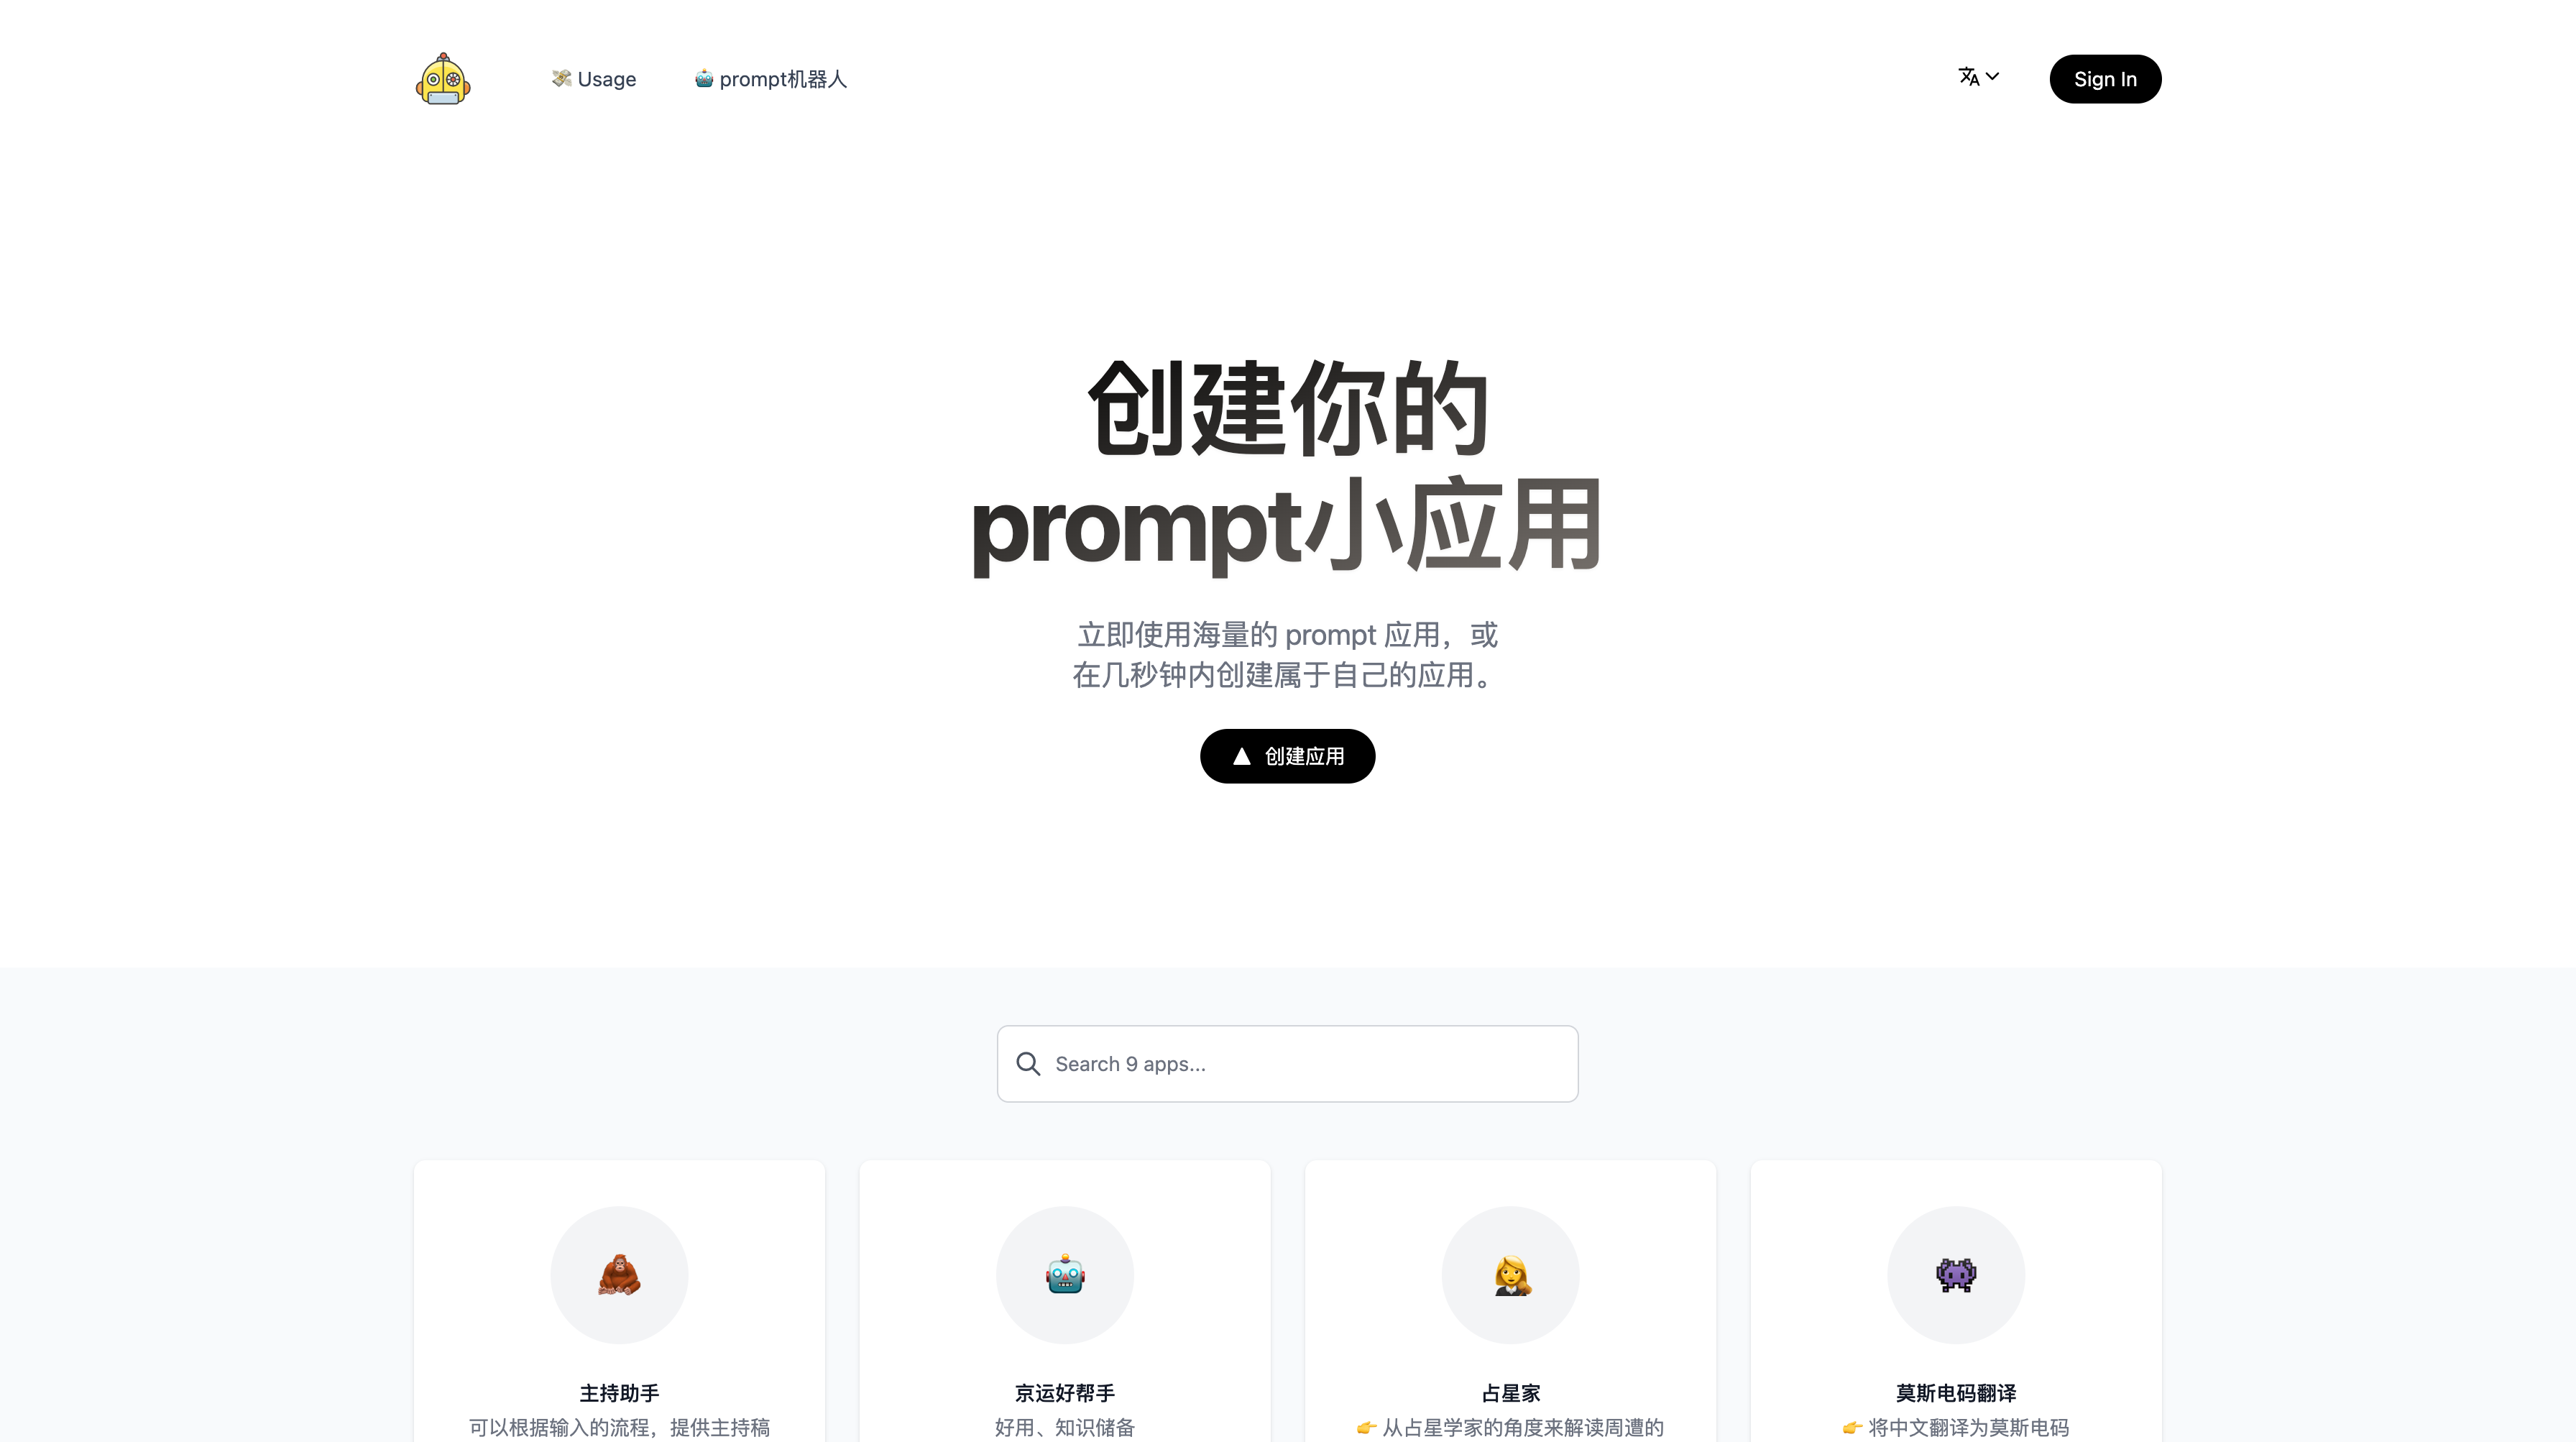 💸 Usage
🤖 prompt机器人
Sign In
创建你的
prompt小应用
立即使用海量的 prompt 应用，或
在几秒钟内创建属于自己的应用。
▲ 创建应用
Search 9 apps...
主持助手
可以根据输入的流程，提供主持稿
京运好帮手
好用、知识储备
占星家
👉 从占星学家的角度来解读周遭的
莫斯电码翻译
👉 将中文翻译为莫斯电码